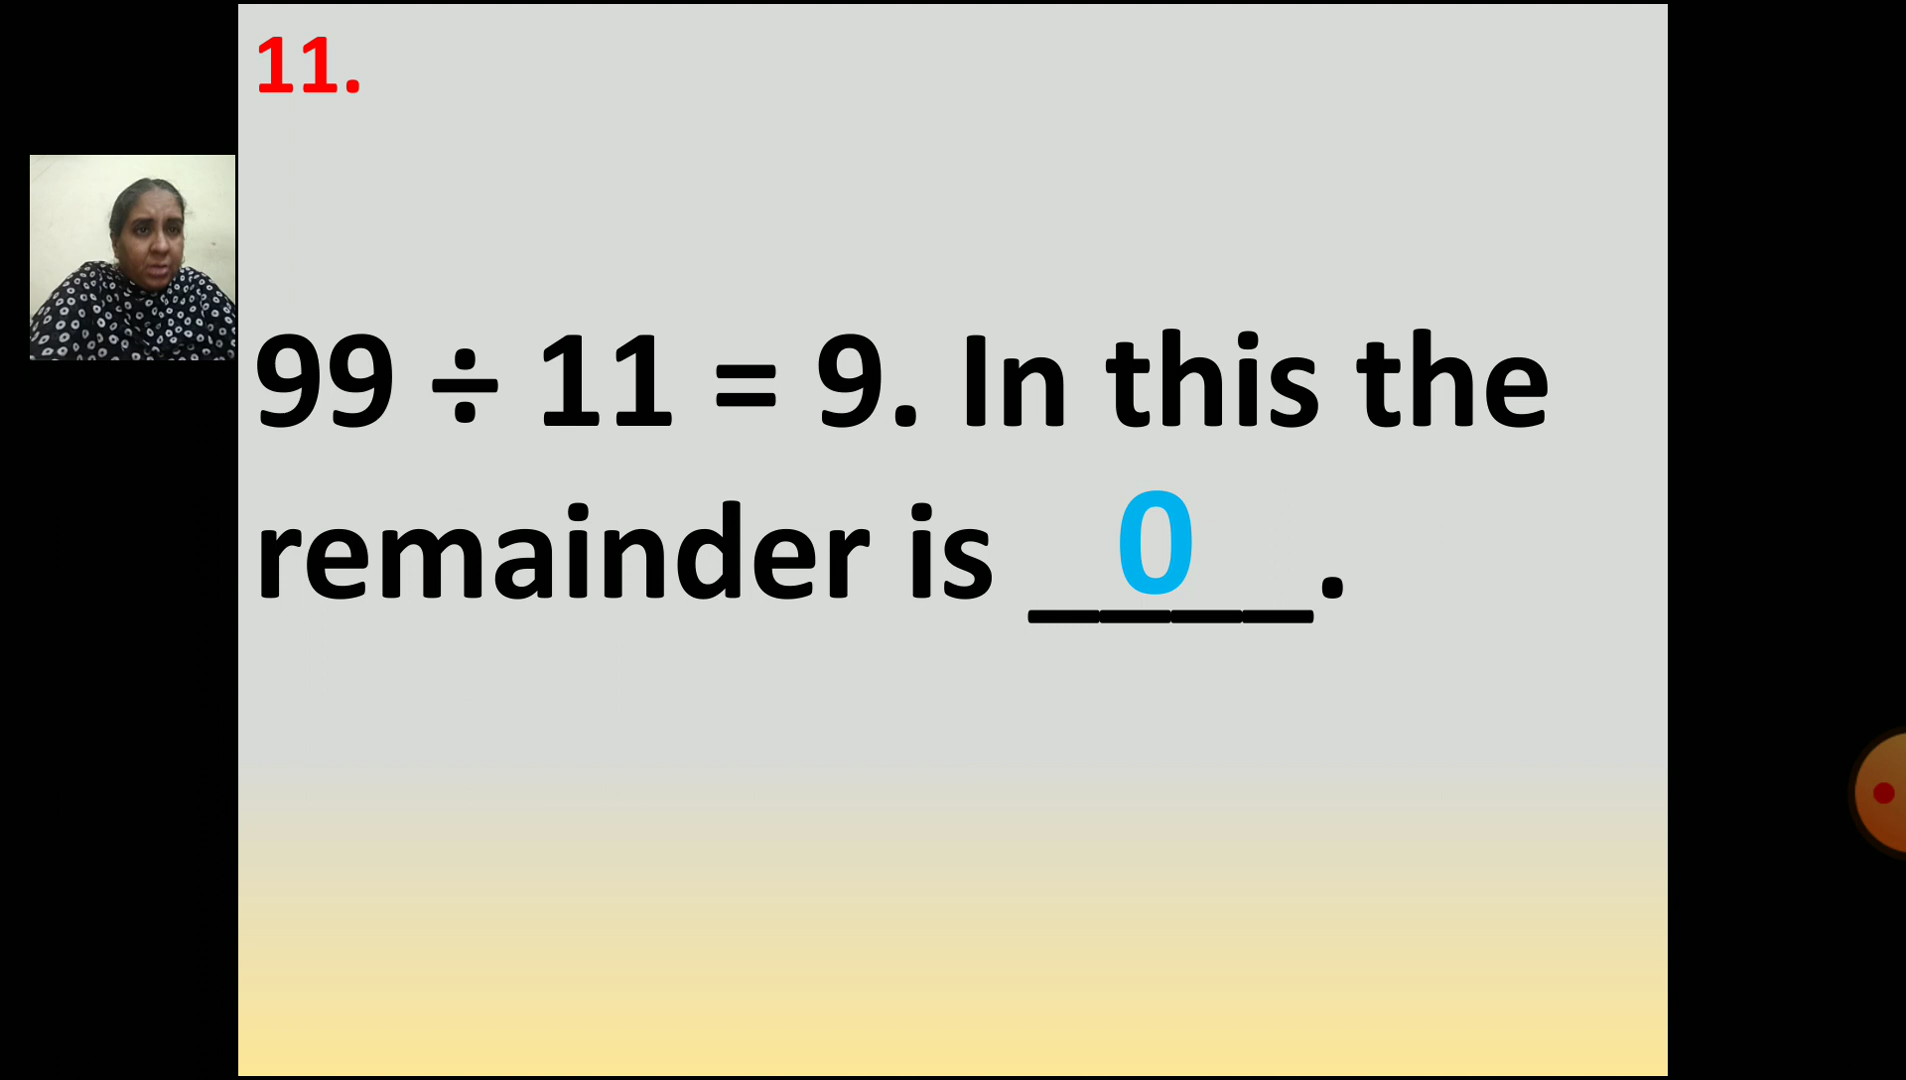 11.
99 ÷ 11 = 9. In this the
remainder is __0__.